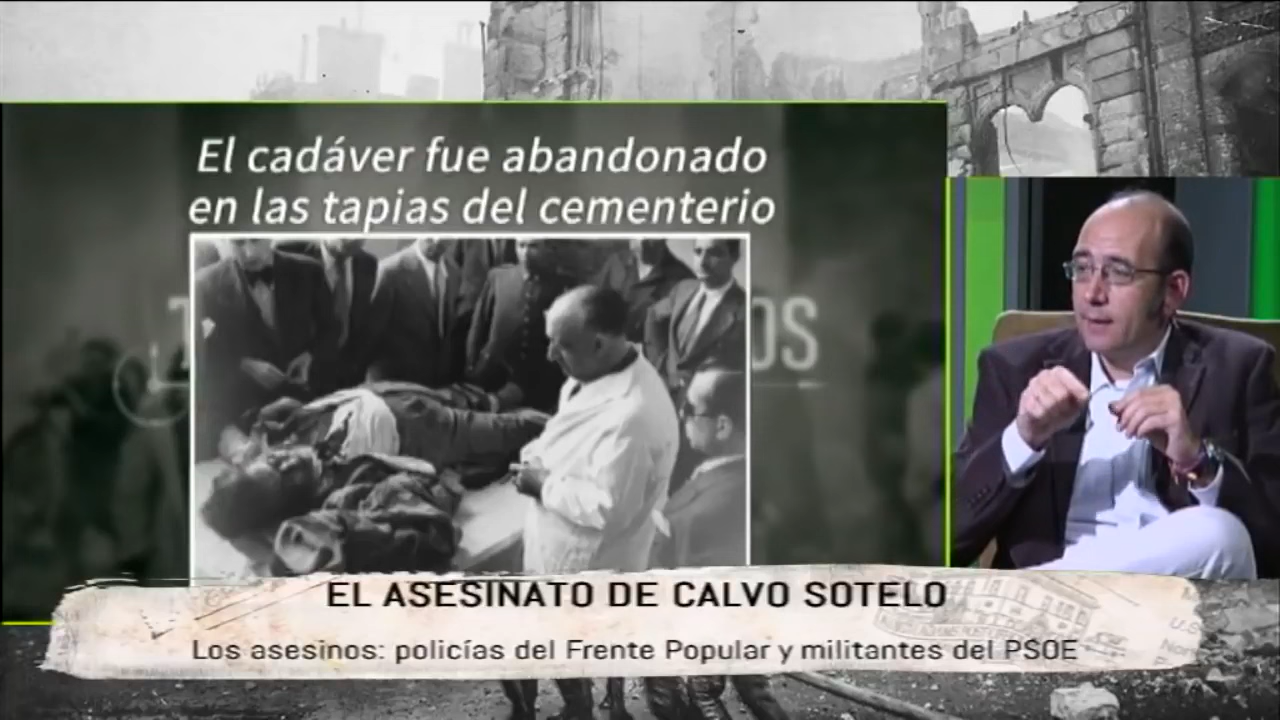 El cadáver fue abandonado
en las tapias del cementerio
EL ASESINATO DE CALVO SOTELO
Los asesinos: policías del Frente Popular y militantes del PSOE